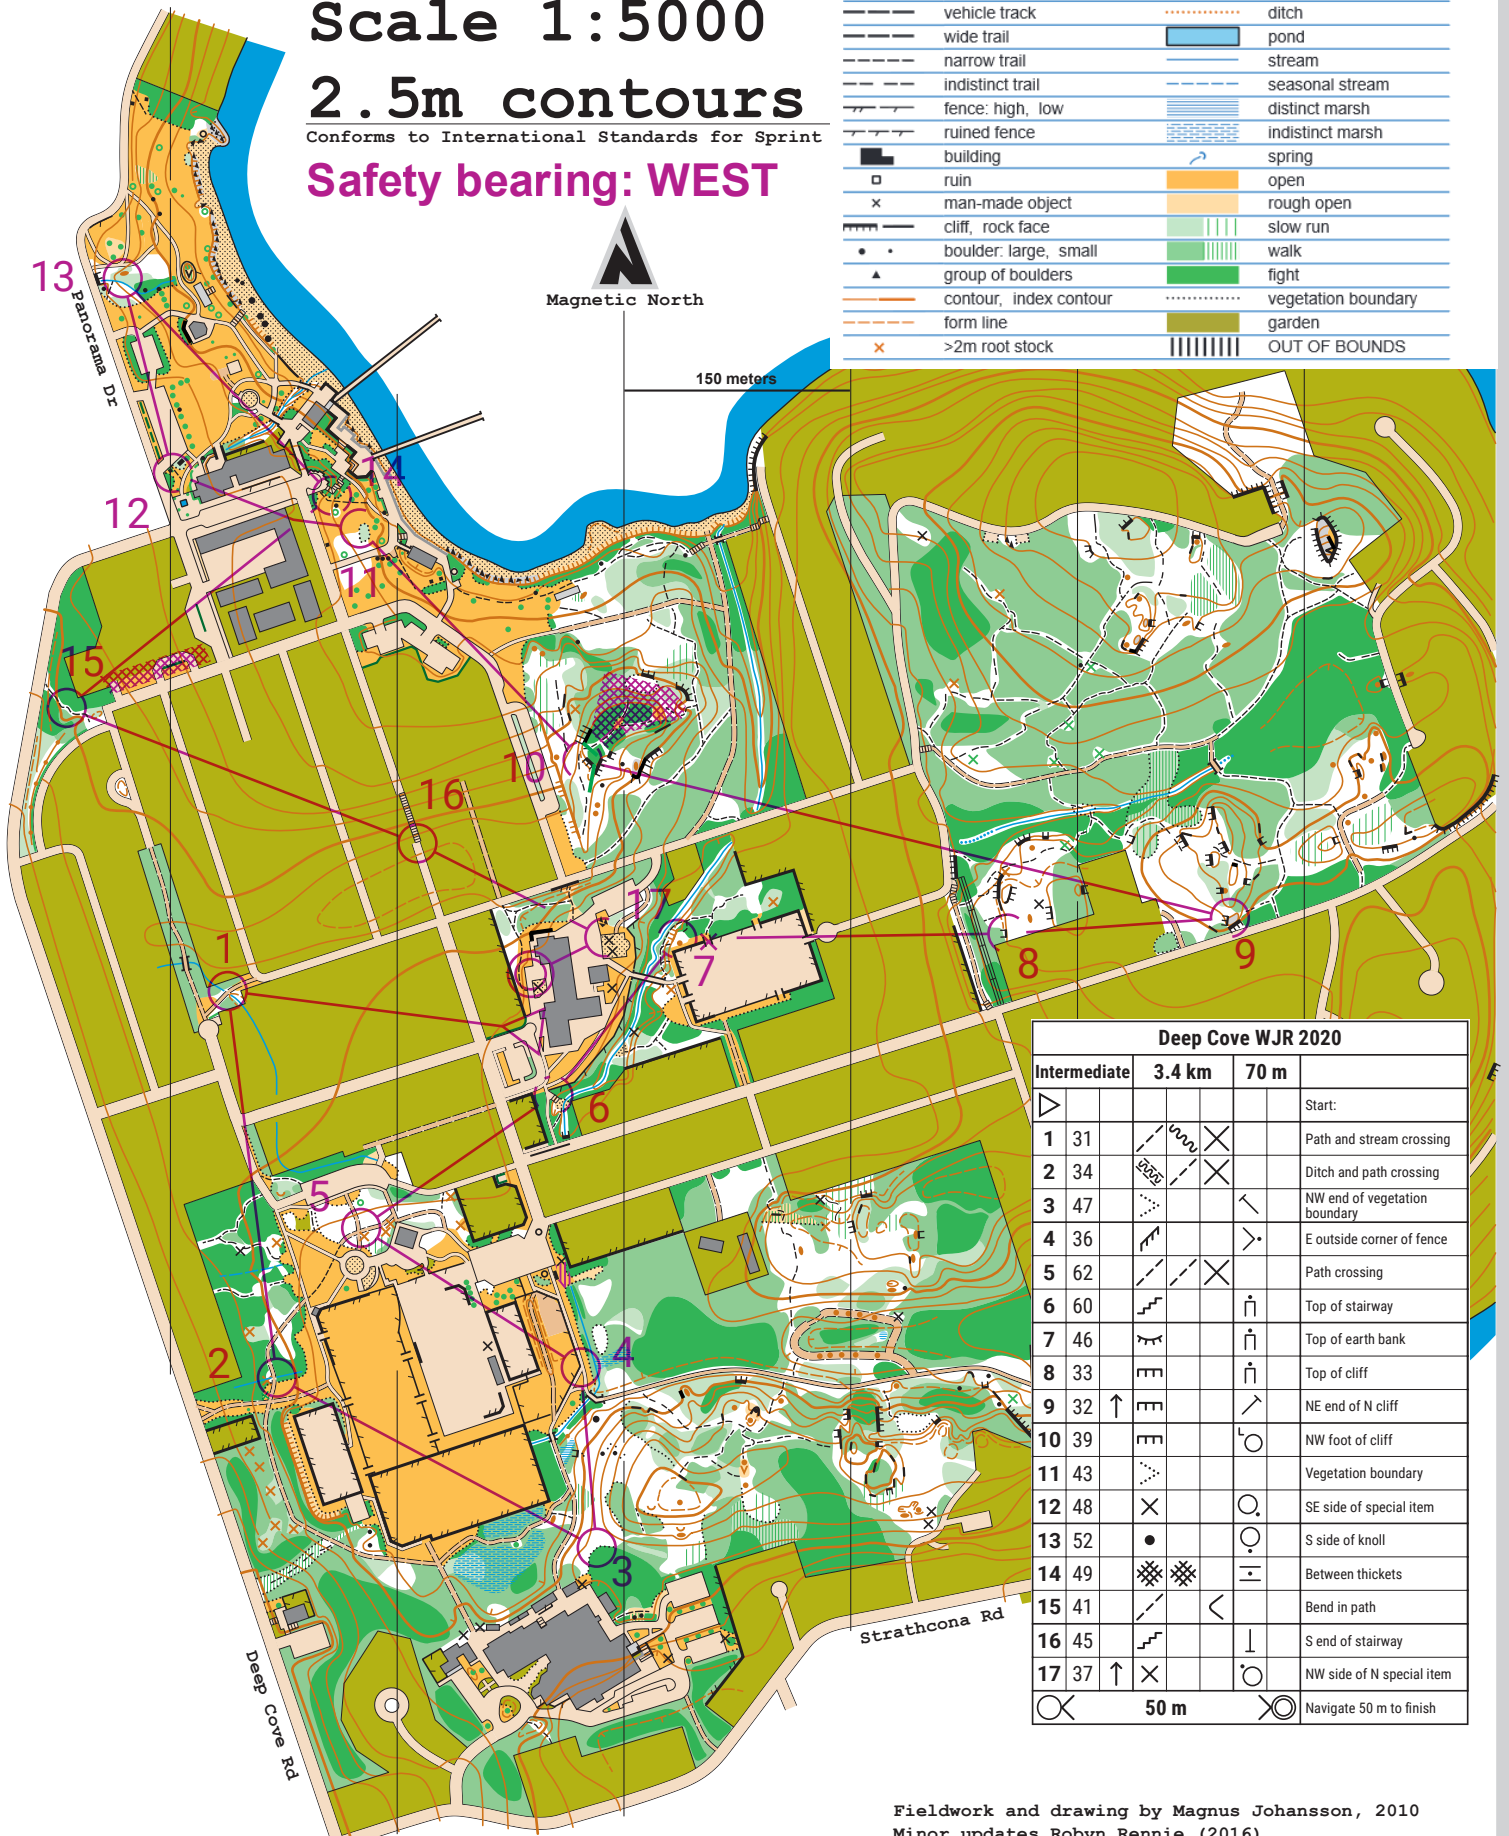 Scale 1:5000
2.5m contours
Conforms to International Standards for Sprint
Safety bearing: WEST
Magnetic North
150 meters
vehicle track
ditch
wide trail
pond
narrow trail
stream
indistinct trail
seasonal stream
fence: high, low
distinct marsh
ruined fence
indistinct marsh
building
spring
ruin
open
man-made object
rough open
cliff, rock face
slow run
boulder: large, small
walk
group of boulders
fight
contour, index contour
vegetation boundary
form line
garden
>2m root stock
OUT OF BOUNDS
13
Panorama Dr
14
12
11
15
10
16
17
1
7
8
9
6
5
2
4
3
Deep Cove Rd
Strathcona Rd
Deep Cove WJR 2020
Intermediate 3.4 km 70 m
Start:
1 31 Path and stream crossing
2 34 Ditch and path crossing
3 47 NW end of vegetation
boundary
4 36 E outside corner of fence
5 62 Path crossing
6 60 Top of stairway
7 46 Top of earth bank
8 33 Top of cliff
9 32 NE end of N cliff
10 39 NW foot of cliff
11 43 Vegetation boundary
12 48 SE side of special item
13 52 S side of knoll
14 49 Between thickets
15 41 Bend in path
16 45 S end of stairway
17 37 NW side of N special item
50 m Navigate 50 m to finish
Fieldwork and drawing by Magnus Johansson, 2010
Minor updates Robyn Rennie (2016)